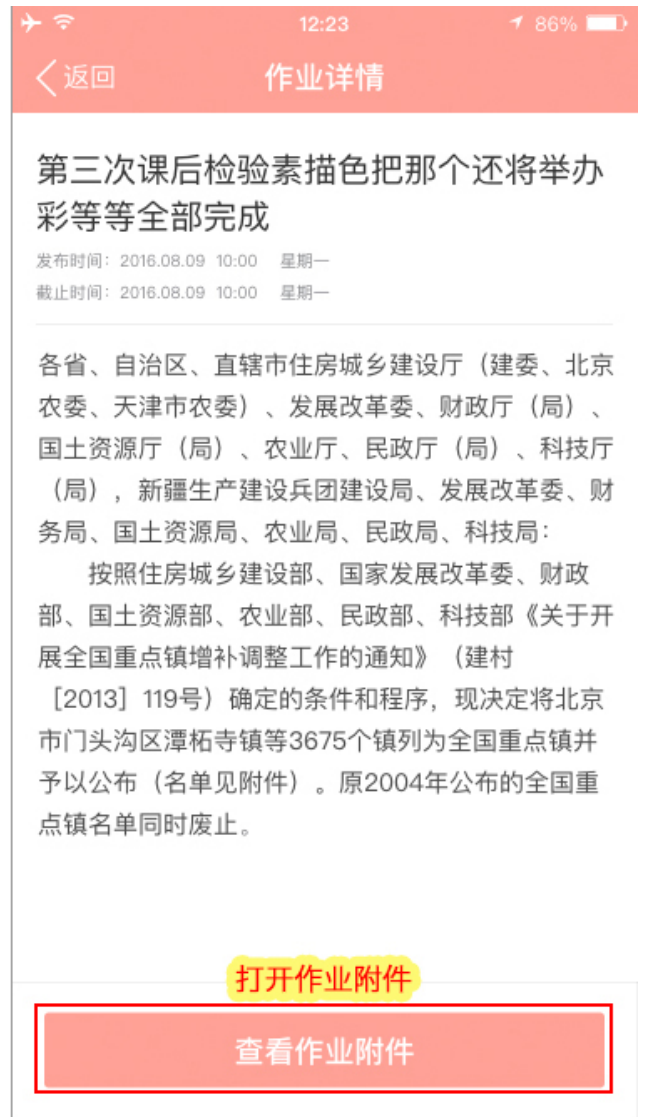 12:23
86%
返回
作业详情
第三次课后检验素描色把那个还将举办
彩等等全部完成
发布时间：2016.08.09 10:00 星期一
截止时间：2016.08.09 10:00 星期一
各省、自治区、直辖市住房城乡建设厅（建委、北京
农委、天津市农委）、发展改革委、财政厅（局）、
国土资源厅（局）、农业厅、民政厅（局）、科技厅
（局），新疆生产建设兵团建设局、发展改革委、财
务局、国土资源局、农业局、民政局、科技局：
按照住房城乡建设部、国家发展改革委、财政
部、国土资源部、农业部、民政部、科技部《关于开
展全国重点镇增补调整工作的通知》（建村
［2013］119号）确定的条件和程序，现决定将北京
市门头沟区潭柘寺镇等3675个镇列为全国重点镇并
予以公布（名单见附件）。原2004年公布的全国重
点镇名单同时废止。
打开作业附件
查看作业附件